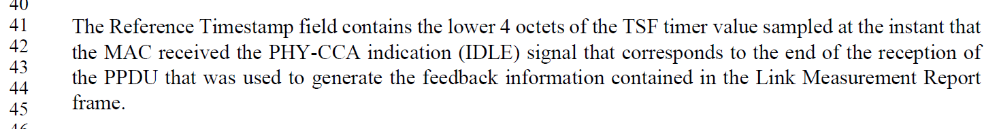 40
41 The Reference Timestamp field contains the lower 4 octets of the TSF timer value sampled at the instant that
42 the MAC received the PHY-CCA indication (IDLE) signal that corresponds to the end of the reception of
43 the PPDU that was used to generate the feedback information contained in the Link Measurement Report
44
45 frame.
46